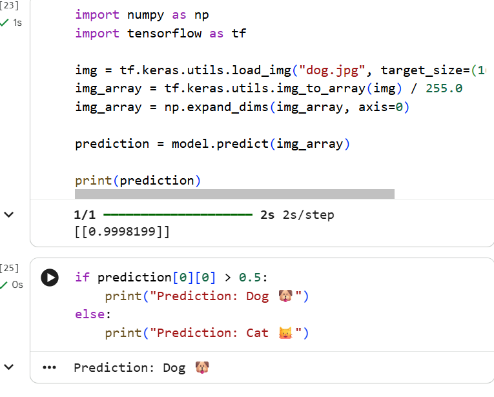 [23]
1s
import numpy as np
import tensorflow as tf
img = tf.keras.utils.load_img("dog.jpg", target_size=(1
img_array = tf.keras.utils.img_to_array(img) / 255.0
img_array = np.expand_dims(img_array, axis=0)
prediction = model.predict(img_array)
print(prediction)
1/1 ━━━━━━━━━━━━━━━━━━━━ 2s 2s/step
[[0.9998199]]
[25]
0s
if prediction[0][0] > 0.5:
    print("Prediction: Dog 🐶")
else:
    print("Prediction: Cat 🐱")
Prediction: Dog 🐶